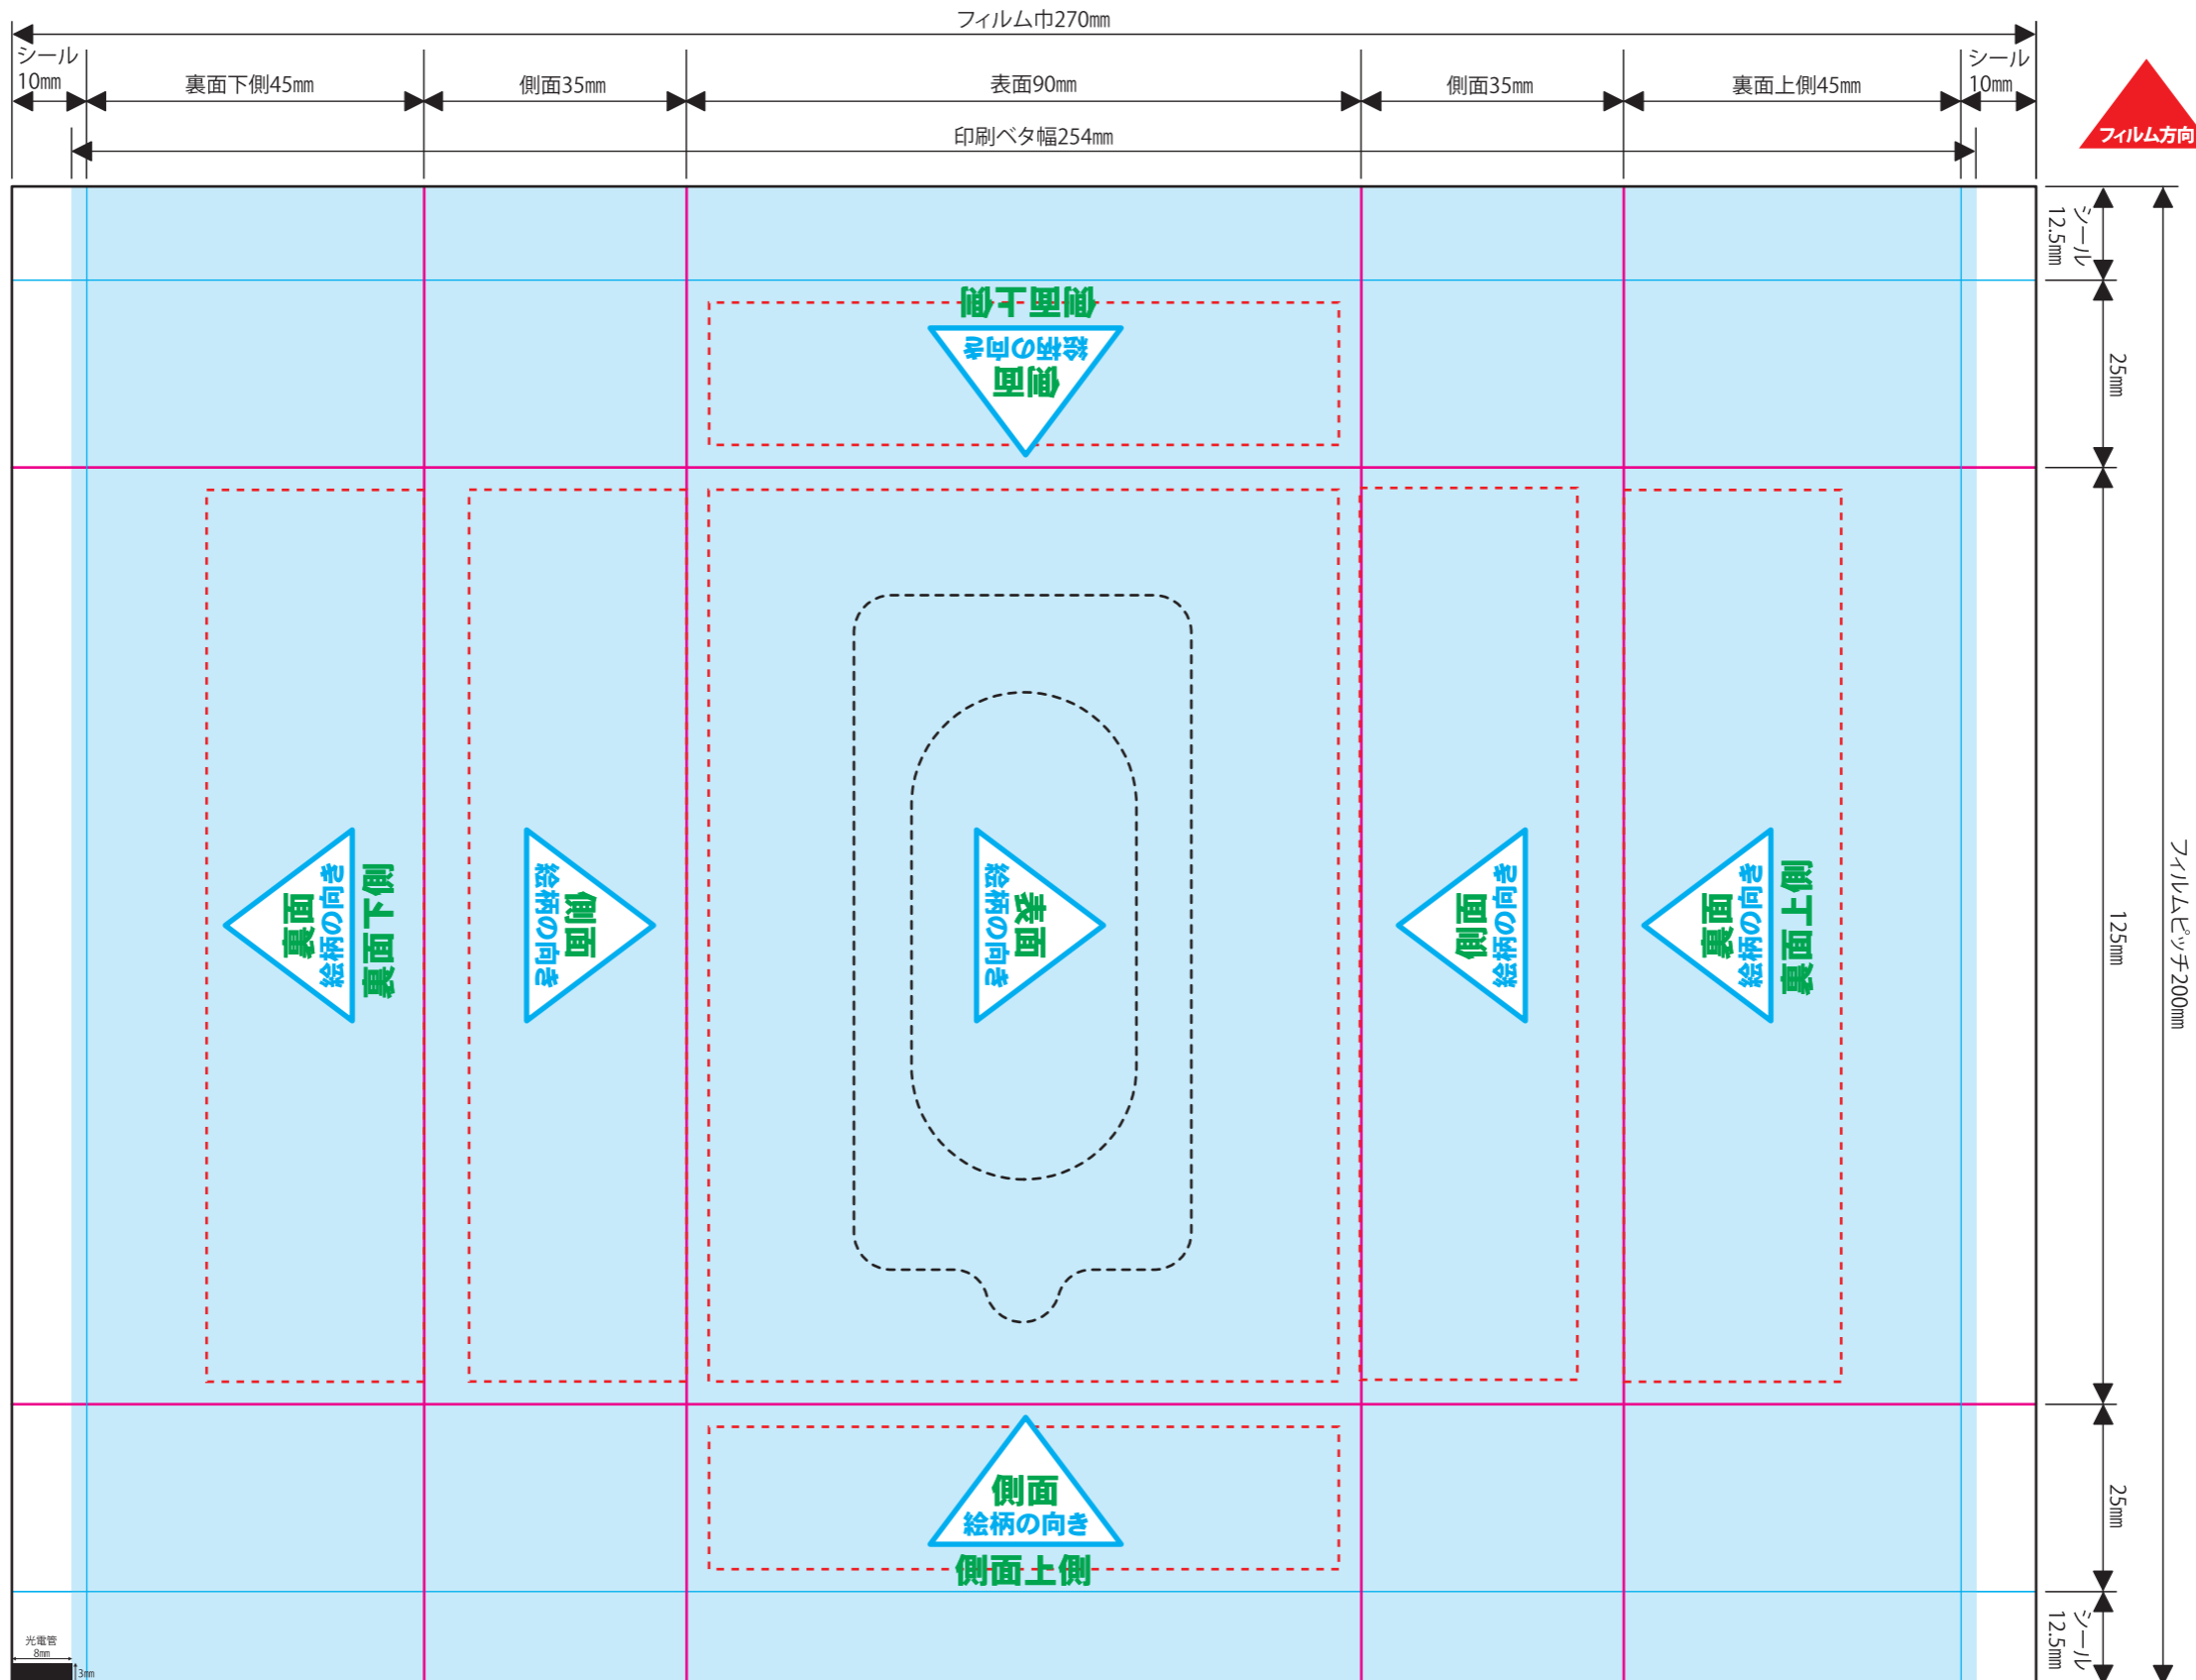 フィルム巾270㎜
シール
10㎜
裏面下側45㎜
側面35㎜
表面90㎜
側面35㎜
裏面上側45㎜
シール
10㎜
印刷ベタ幅254㎜
フィルム方向
シール
12.5㎜
側面上側
絵柄の向き
側面
25㎜
裏面
絵柄の向き
裏面下側
側面
絵柄の向き
表面
絵柄の向き
側面
絵柄の向き
裏面
絵柄の向き
裏面上側
125㎜
フィルムピッチ200㎜
側面
絵柄の向き
側面上側
25㎜
シール
12.5㎜
光電管
8㎜
3㎜